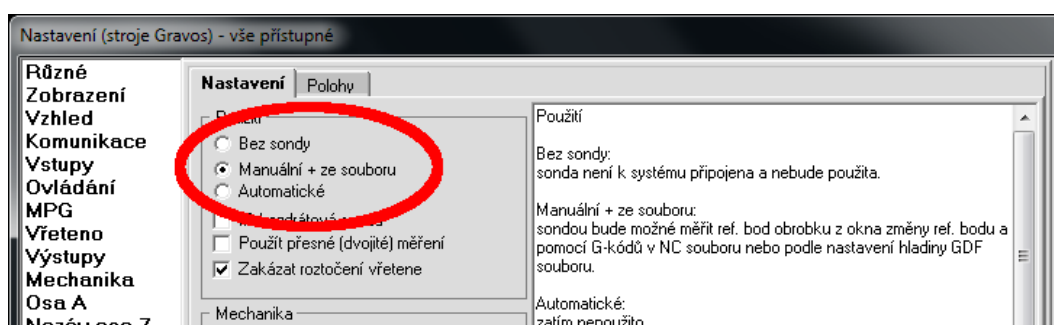 Nastavení (stroje Gravos) - vše přístupné
Různé
Zobrazení
Vzhled
Komunikace
Vstupy
Ovládání
MPG
Vřeteno
Výstupy
Mechanika
Osa A
Nastavení
Polohy
Bez sondy
Manuální + ze souboru
Automatické
Použít přesné (dvojité) měření
Zakázat roztočení vřetene
Mechanika
Použití
Bez sondy:
sonda není k systému připojena a nebude použita.
Manuální + ze souboru:
sondou bude možné měřit ref. bod obrobku z okna změny ref. bodu a
pomocí G-kódů v NC souboru nebo podle nastavení hladiny GDF
souboru.
Automatické:
zatím nepoužito